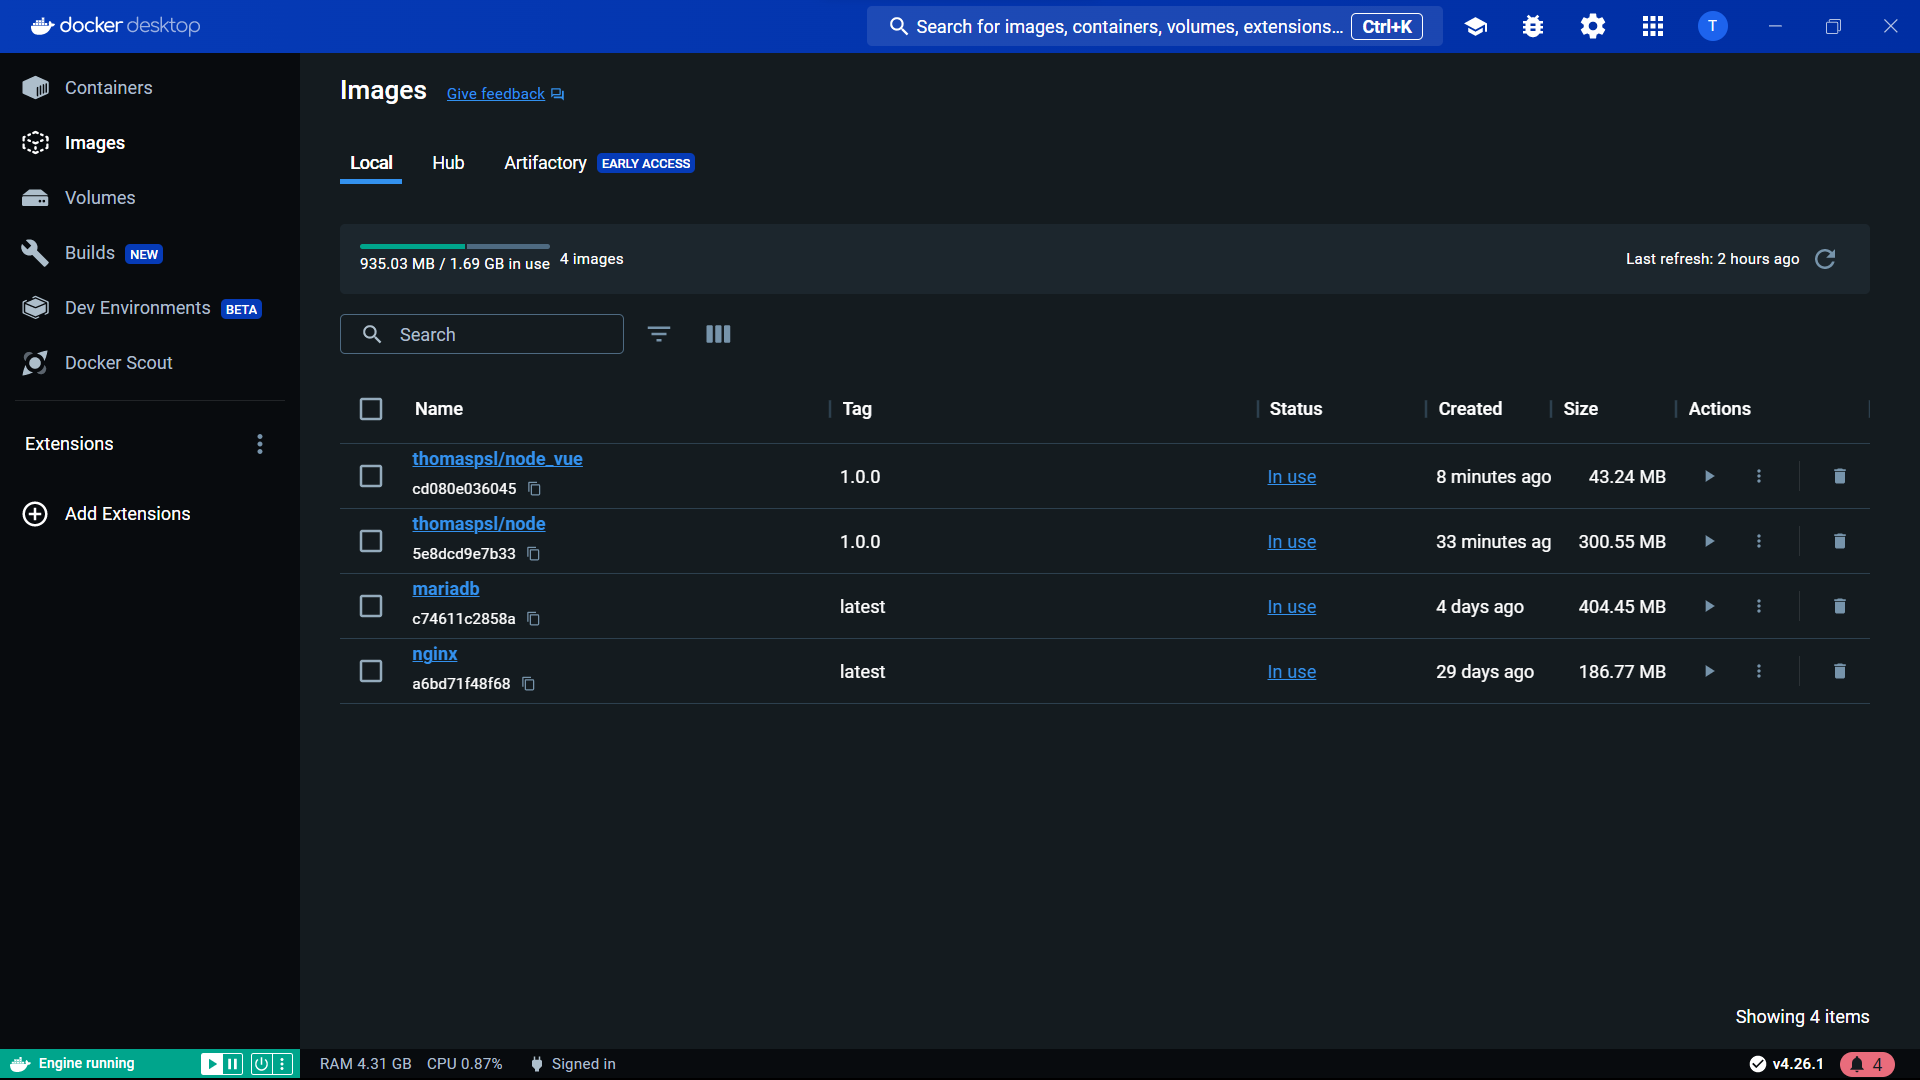 docker desktop
Search for images, containers, volumes, extensions... Ctrl+K
T
Containers
Images
Volumes
Builds NEW
Dev Environments BETA
Docker Scout
Extensions
Add Extensions
Images Give feedback
Local Hub Artifactory EARLY ACCESS
935.03 MB / 1.69 GB in use 4 images
Last refresh: 2 hours ago
Search
Name Tag Status Created Size Actions
thomaspsl/node_vue
cd080e036045
1.0.0 In use 8 minutes ago 43.24 MB
thomaspsl/node
5e8dcd9e7b33
1.0.0 In use 33 minutes ag 300.55 MB
mariadb
c74611c2858a
latest In use 4 days ago 404.45 MB
nginx
a6bd71f48f68
latest In use 29 days ago 186.77 MB
Showing 4 items
Engine running
RAM 4.31 GB CPU 0.87% Signed in
v4.26.1 4